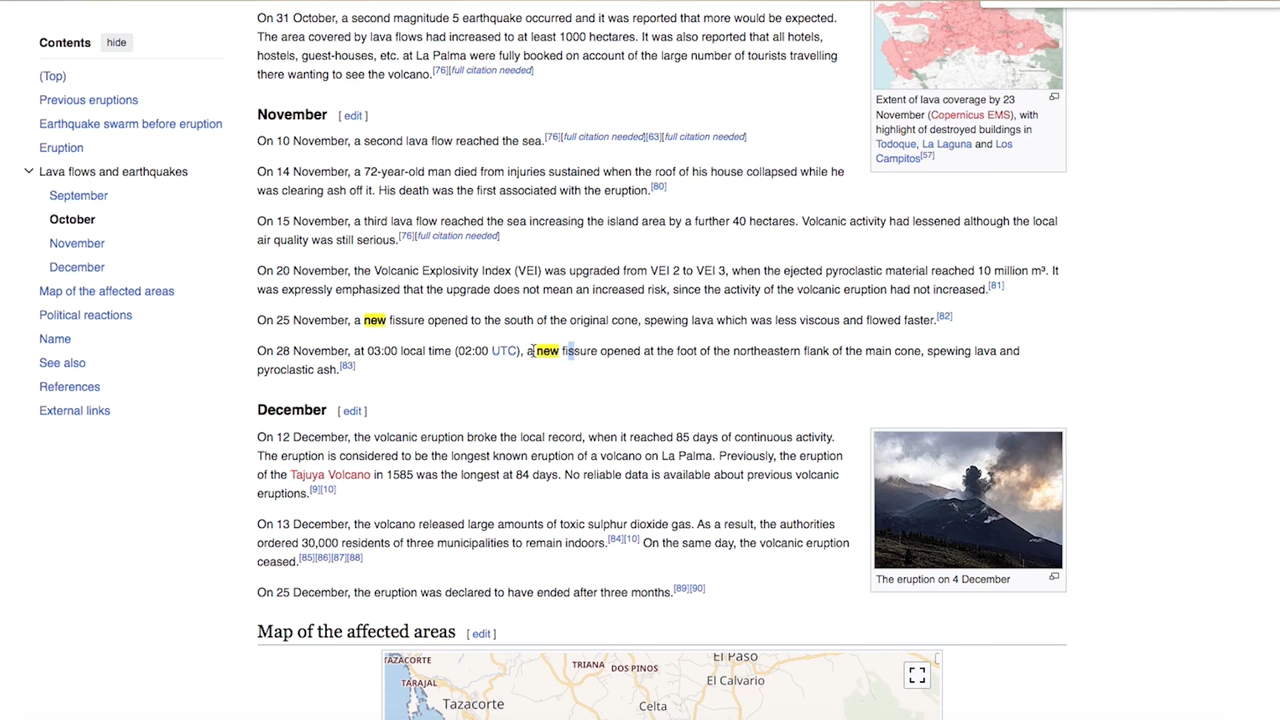 Contents hide
(Top)
Previous eruptions
Earthquake swarm before eruption
Eruption
Lava flows and earthquakes
September
October
November
December
Map of the affected areas
Political reactions
Name
See also
References
External links
On 31 October, a second magnitude 5 earthquake occurred and it was reported that more would be expected.
The area covered by lava flows had increased to at least 1000 hectares. It was also reported that all hotels,
hostels, guest-houses, etc. at La Palma were fully booked on account of the large number of tourists travelling
there wanting to see the volcano.[76][full citation needed]
November [ edit ]
On 10 November, a second lava flow reached the sea.[76][full citation needed][63][full citation needed]
On 14 November, a 72-year-old man died from injuries sustained when the roof of his house collapsed while he
was clearing ash off it. His death was the first associated with the eruption.[80]
On 15 November, a third lava flow reached the sea increasing the island area by a further 40 hectares. Volcanic activity had lessened although the local
air quality was still serious.[76][full citation needed]
On 20 November, the Volcanic Explosivity Index (VEI) was upgraded from VEI 2 to VEI 3, when the ejected pyroclastic material reached 10 million m³. It
was expressly emphasized that the upgrade does not mean an increased risk, since the activity of the volcanic eruption had not increased.[81]
On 25 November, a new fissure opened to the south of the original cone, spewing lava which was less viscous and flowed faster.[82]
On 28 November, at 03:00 local time (02:00 UTC), a new fissure opened at the foot of the northeastern flank of the main cone, spewing lava and
pyroclastic ash.[83]
December [ edit ]
On 12 December, the volcanic eruption broke the local record, when it reached 85 days of continuous activity.
The eruption is considered to be the longest known eruption of a volcano on La Palma. Previously, the eruption
of the Tajuya Volcano in 1585 was the longest at 84 days. No reliable data is available about previous volcanic
eruptions.[9][10]
On 13 December, the volcano released large amounts of toxic sulphur dioxide gas. As a result, the authorities
ordered 30,000 residents of three municipalities to remain indoors.[84][10] On the same day, the volcanic eruption
ceased.[85][86][87][88]
On 25 December, the eruption was declared to have ended after three months.[89][90]
Map of the affected areas [ edit ]
Extent of lava coverage by 23
November (Copernicus EMS), with
highlight of destroyed buildings in
Todoque, La Laguna and Los
Campitos[57]
The eruption on 4 December
TAZACORTE
TRIANA
DOS PINOS
El Paso
TARAJAL
El Calvario
Tazacorte
Celta